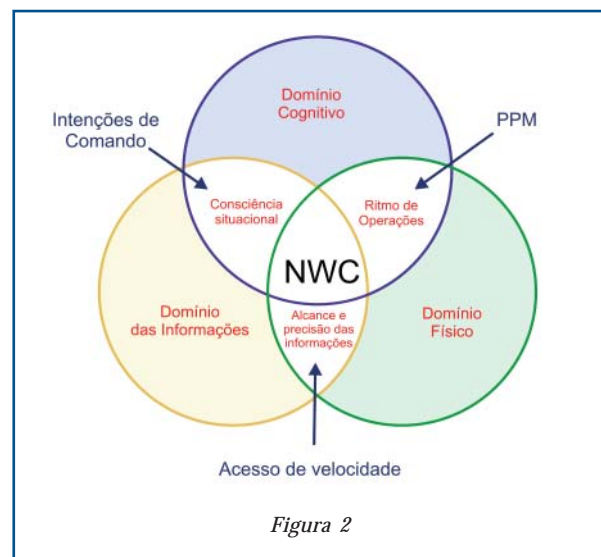 Domínio
Cognitivo
Intenções de
Comando
PPM
Consciência
situacional
Ritmo de
Operações
NWC
Domínio
das Informações
Alcance e
precisão das
informações
Domínio
Físico
Acesso de velocidade
Figura 2